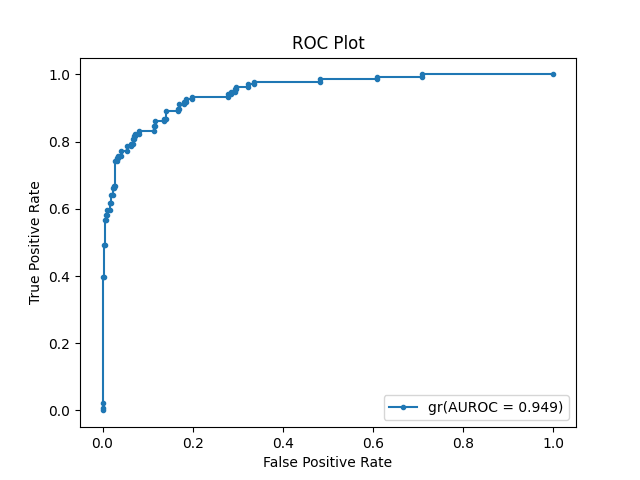 ROC Plot
True Positive Rate
1.0
0.8
0.6
0.4
0.2
0.0
gr(AUROC = 0.949)
0.0 0.2 0.4 0.6 0.8 1.0
False Positive Rate